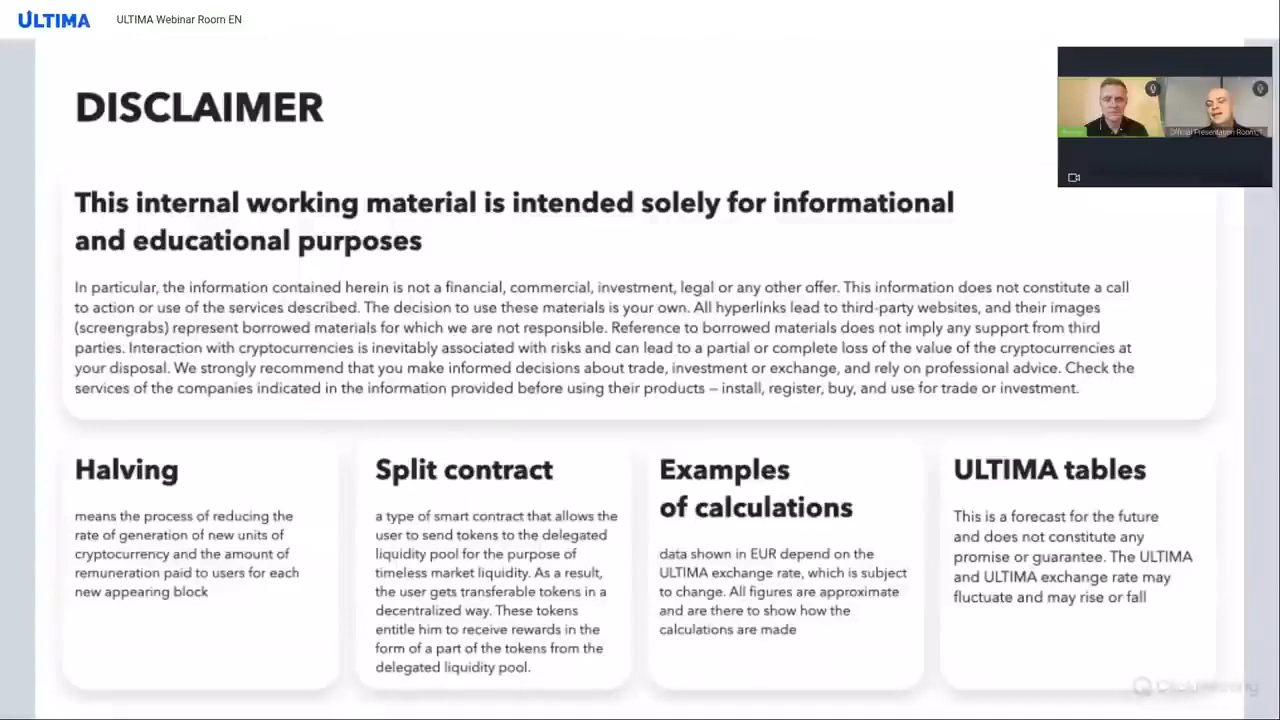 ULTIMA
ULTIMA Webinar Room EN
DISCLAIMER
This internal working material is intended solely for informational
and educational purposes
In particular, the information contained herein is not a financial, commercial, investment, legal or any other offer. This information does not constitute a call
to action or use of the services described. The decision to use these materials is your own. All hyperlinks lead to third-party websites, and their images
(screengrabs) represent borrowed materials for which we are not responsible. Reference to borrowed materials does not imply any support from third
parties. Interaction with cryptocurrencies is inevitably associated with risks and can lead to a partial or complete loss of the value of the cryptocurrencies at
your disposal. We strongly recommend that you make informed decisions about trade, investment or exchange, and rely on professional advice. Check the
services of the companies indicated in the information provided before using their products – install, register, buy, and use for trade or investment.
Halving
means the process of reducing the
rate of generation of new units of
cryptocurrency and the amount of
remuneration paid to users for each
new appearing block
Split contract
a type of smart contract that allows the
user to send tokens to the delegated
liquidity pool for the purpose of
timeless market liquidity. As a result,
the user gets transferable tokens in a
decentralized way. These tokens
entitle him to receive rewards in the
form of a part of the tokens from the
delegated liquidity pool.
Examples
of calculations
data shown in EUR depend on the
ULTIMA exchange rate, which is subject
to change. All figures are approximate
and are there to show how the
calculations are made
ULTIMA tables
This is a forecast for the future
and does not constitute any
promise or guarantee. The ULTIMA
and ULTIMA exchange rate may
fluctuate and may rise or fall
Official Presentation Room